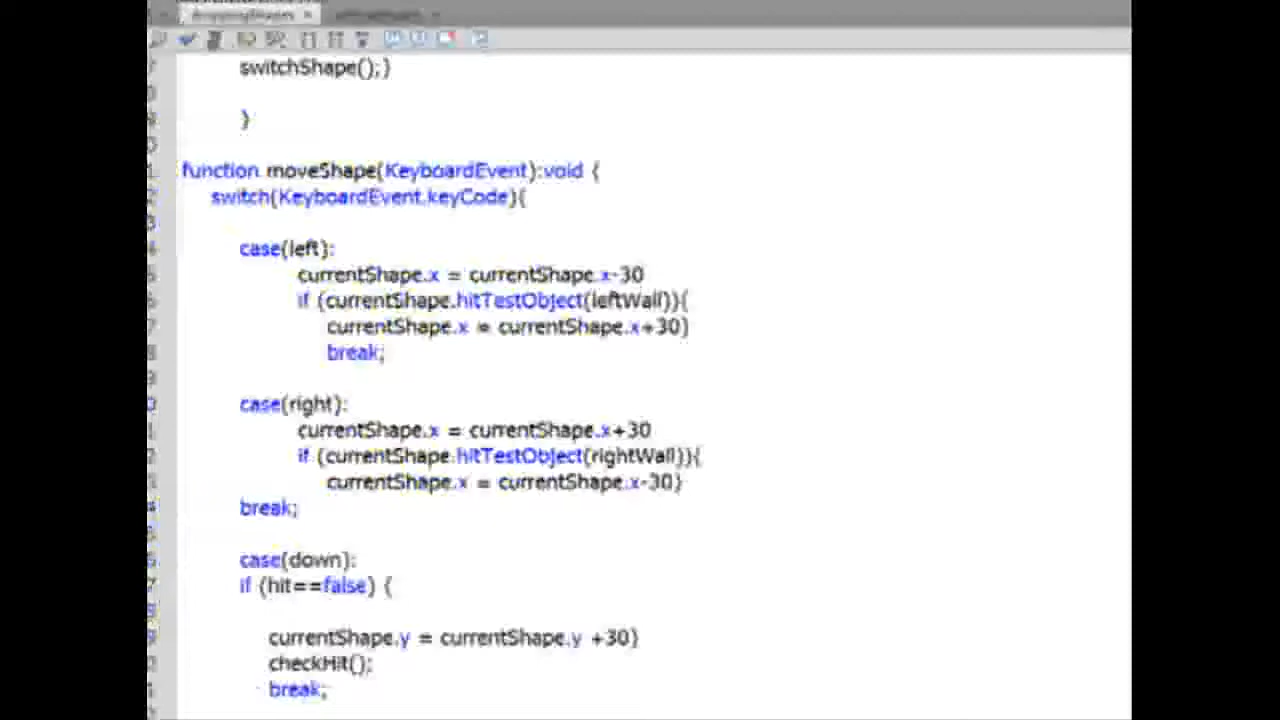 switchShape();}
}
function moveShape(KeyboardEvent):void {
switch(KeyboardEvent.keyCode){
case(left):
currentShape.x = currentShape.x-30
if (currentShape.hitTestObject(leftWall)){
currentShape.x = currentShape.x+30}
break;
case(right):
currentShape.x = currentShape.x+30
if (currentShape.hitTestObject(rightWall)){
currentShape.x = currentShape.x-30}
break;
case(down):
if (hit==false) {
currentShape.y = currentShape.y +30}
checkHit();
break;